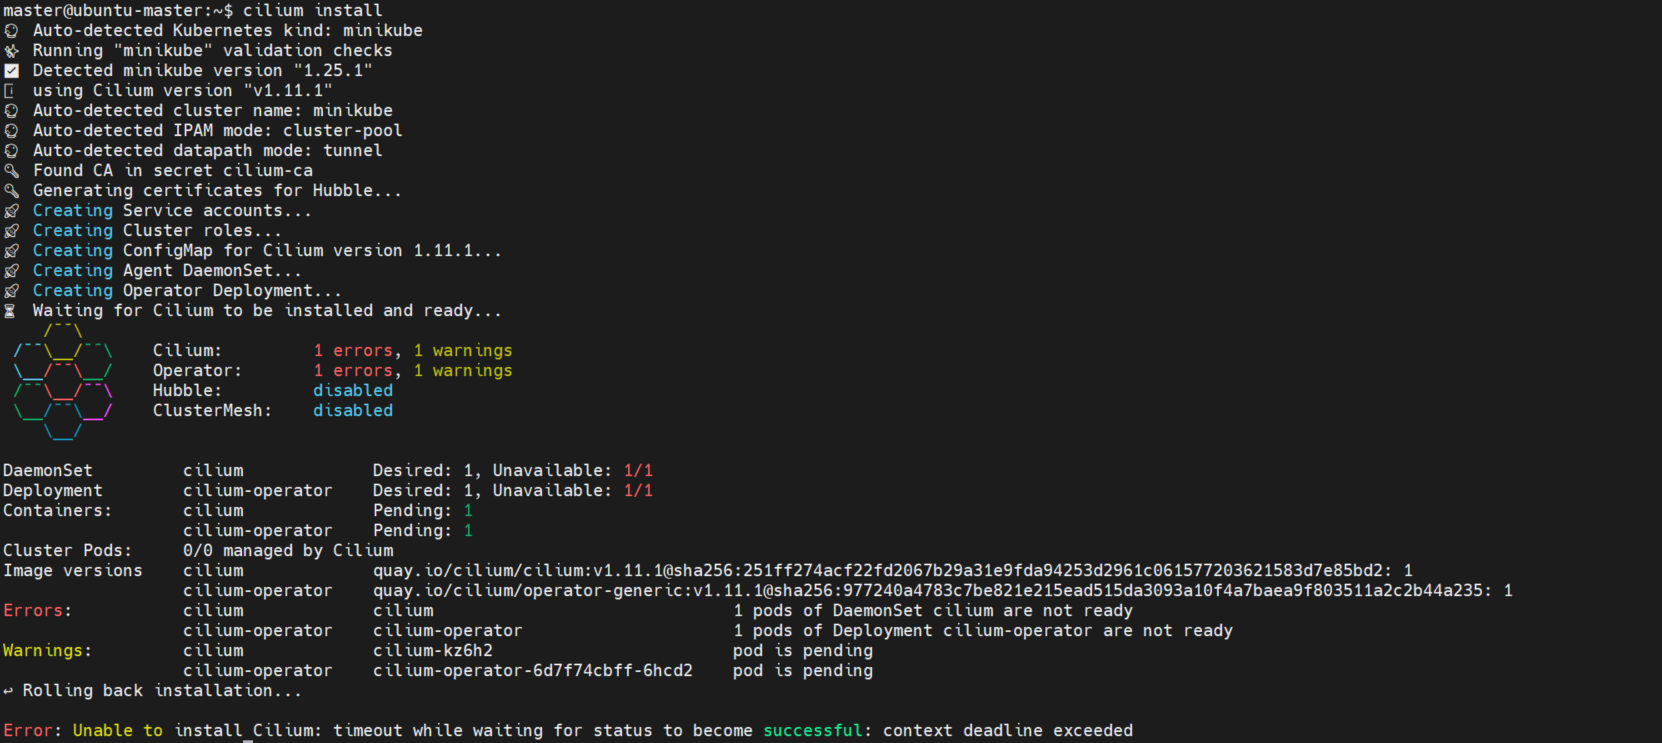 master@ubuntu-master:~$ cilium install
Auto-detected Kubernetes kind: minikube
Running "minikube" validation checks
Detected minikube version "1.25.1"
using Cilium version "v1.11.1"
Auto-detected cluster name: minikube
Auto-detected IPAM mode: cluster-pool
Auto-detected datapath mode: tunnel
Found CA in secret cilium-ca
Generating certificates for Hubble...
Creating Service accounts...
Creating Cluster roles...
Creating ConfigMap for Cilium version 1.11.1...
Creating Agent DaemonSet...
Creating Operator Deployment...
Waiting for Cilium to be installed and ready...
Cilium: 1 errors, 1 warnings
Operator: 1 errors, 1 warnings
Hubble: disabled
ClusterMesh: disabled
DaemonSet cilium Desired: 1, Unavailable: 1/1
Deployment cilium-operator Desired: 1, Unavailable: 1/1
Containers: cilium Pending: 1
cilium-operator Pending: 1
Cluster Pods: 0/0 managed by Cilium
Image versions cilium quay.io/cilium/cilium:v1.11.1@sha256:251ff274acf22fd2067b29a31e9fda94253d2961c061577203621583d7e85bd2: 1
cilium-operator quay.io/cilium/operator-generic:v1.11.1@sha256:977240a4783c7be821e215ead515da3093a10f4a7baea9f803511a2c2b44a235: 1
Errors: cilium cilium 1 pods of DaemonSet cilium are not ready
cilium-operator cilium-operator 1 pods of Deployment cilium-operator are not ready
Warnings: cilium cilium-kz6h2 pod is pending
cilium-operator cilium-operator-6d7f74cbff-6hcd2 pod is pending
↩ Rolling back installation...
Error: Unable to install Cilium: timeout while waiting for status to become successful: context deadline exceeded